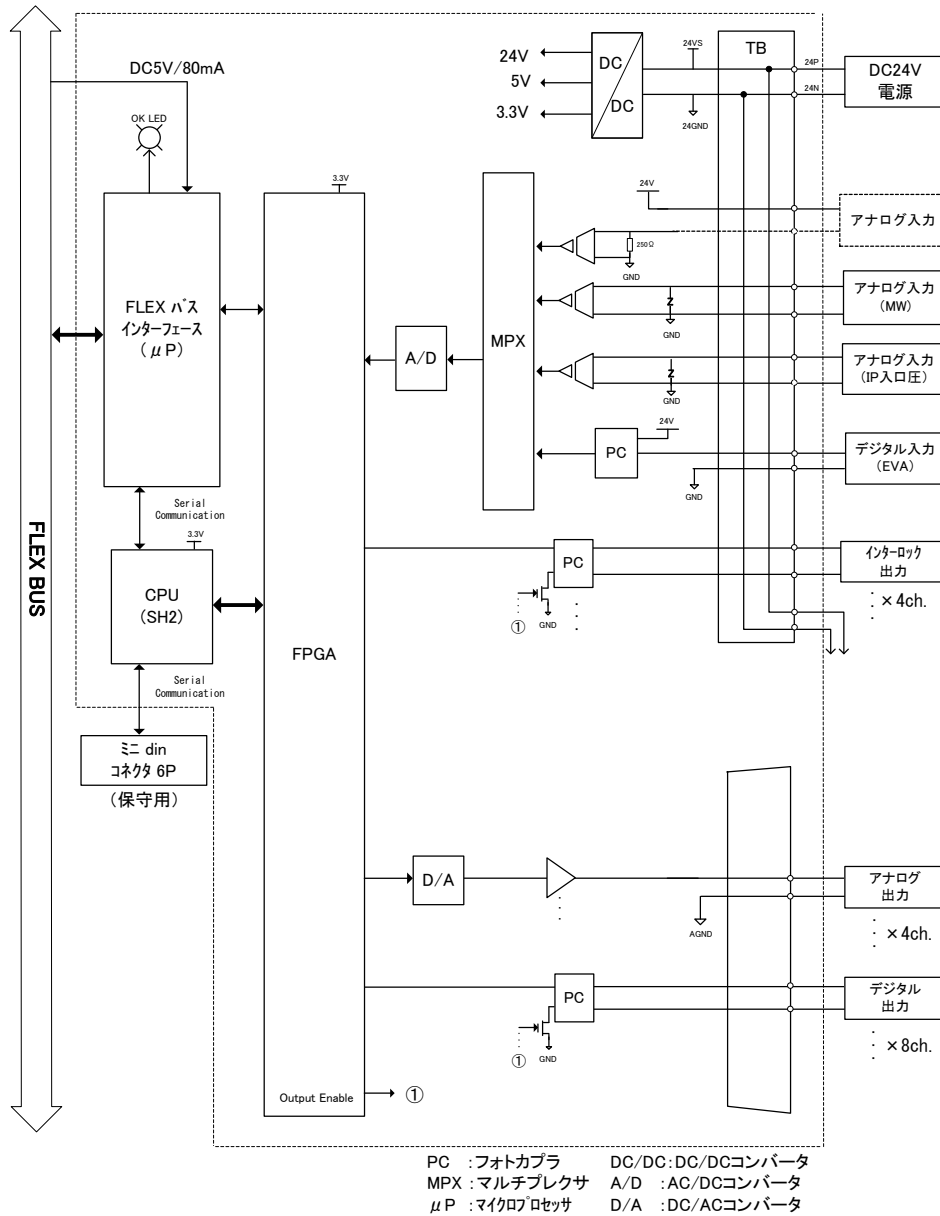 DC5V/80mA
OK LED
24V
5V
3.3V
DC
DC
24VS
24GND
TB
24P
24N
DC24V
電源
FLEX バス
インターフェース
(μP)
3.3V
MPX
A/D
24V
アナログ入力
250Ω
GND
アナログ入力
(MW)
GND
アナログ入力
(IP入口圧)
GND
24V
PC
デジタル入力
(EVA)
GND
Serial
Communication
3.3V
CPU
(SH2)
FLEX BUS
FPGA
PC
①
GND
インターロック
出力
×4ch.
Serial
Communication
ミニ din
コネクタ 6P
(保守用)
D/A
AGND
アナログ
出力
×4ch.
PC
①
GND
デジタル
出力
×8ch.
Output Enable
①
PC :フォトカプラ DC/DC:DC/DCコンバータ
MPX:マルチプレクサ A/D :AC/DCコンバータ
μP :マイクロプロセッサ D/A :DC/ACコンバータ